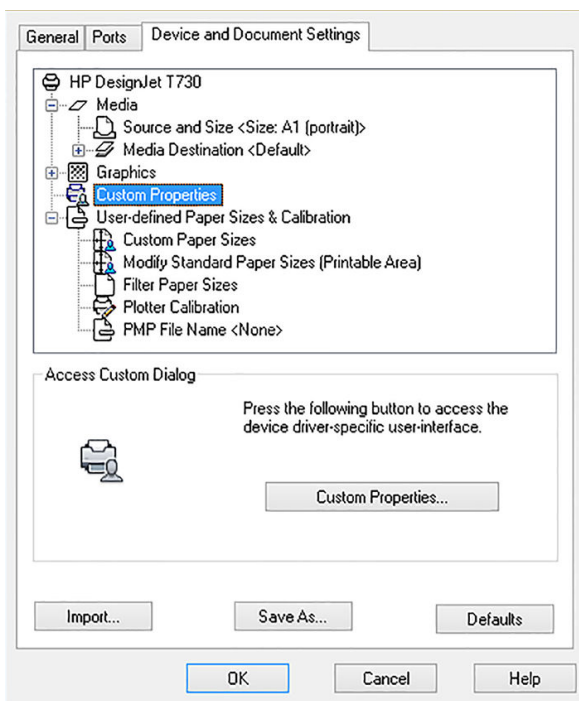 General Ports Device and Document Settings
HP DesignJet T730
Media
Source and Size <Size: A1 (portrait)>
Media Destination <Default>
Graphics
Custom Properties
User-defined Paper Sizes & Calibration
Custom Paper Sizes
Modify Standard Paper Sizes (Printable Area)
Filter Paper Sizes
Plotter Calibration
PMP File Name <None>
Access Custom Dialog
Press the following button to access the
device driver-specific user-interface.
Custom Properties...
Import... Save As... Defaults
OK Cancel Help